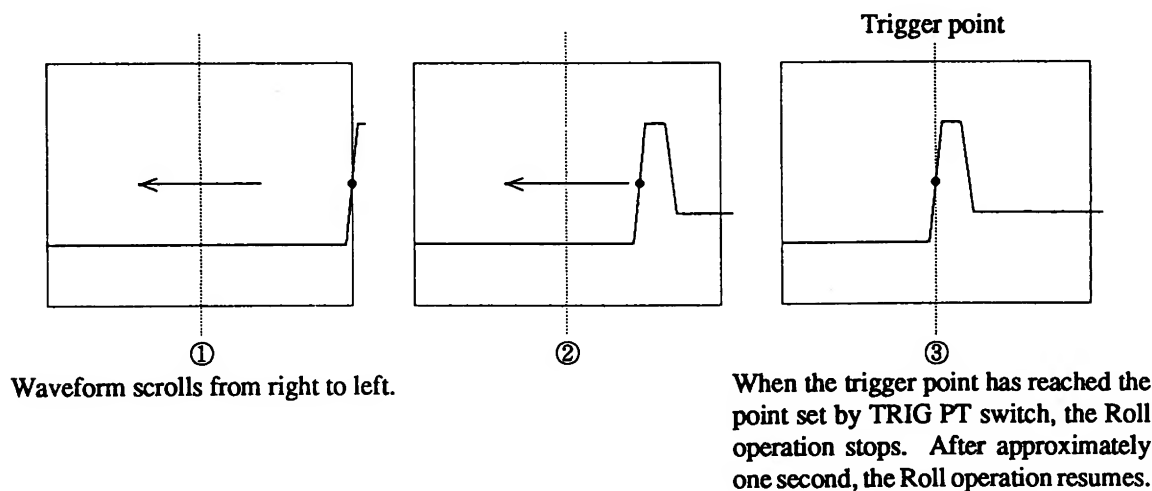 Trigger point
①
Waveform scrolls from right to left.
②
③
When the trigger point has reached the
point set by TRIG PT switch, the Roll
operation stops. After approximately
one second, the Roll operation resumes.